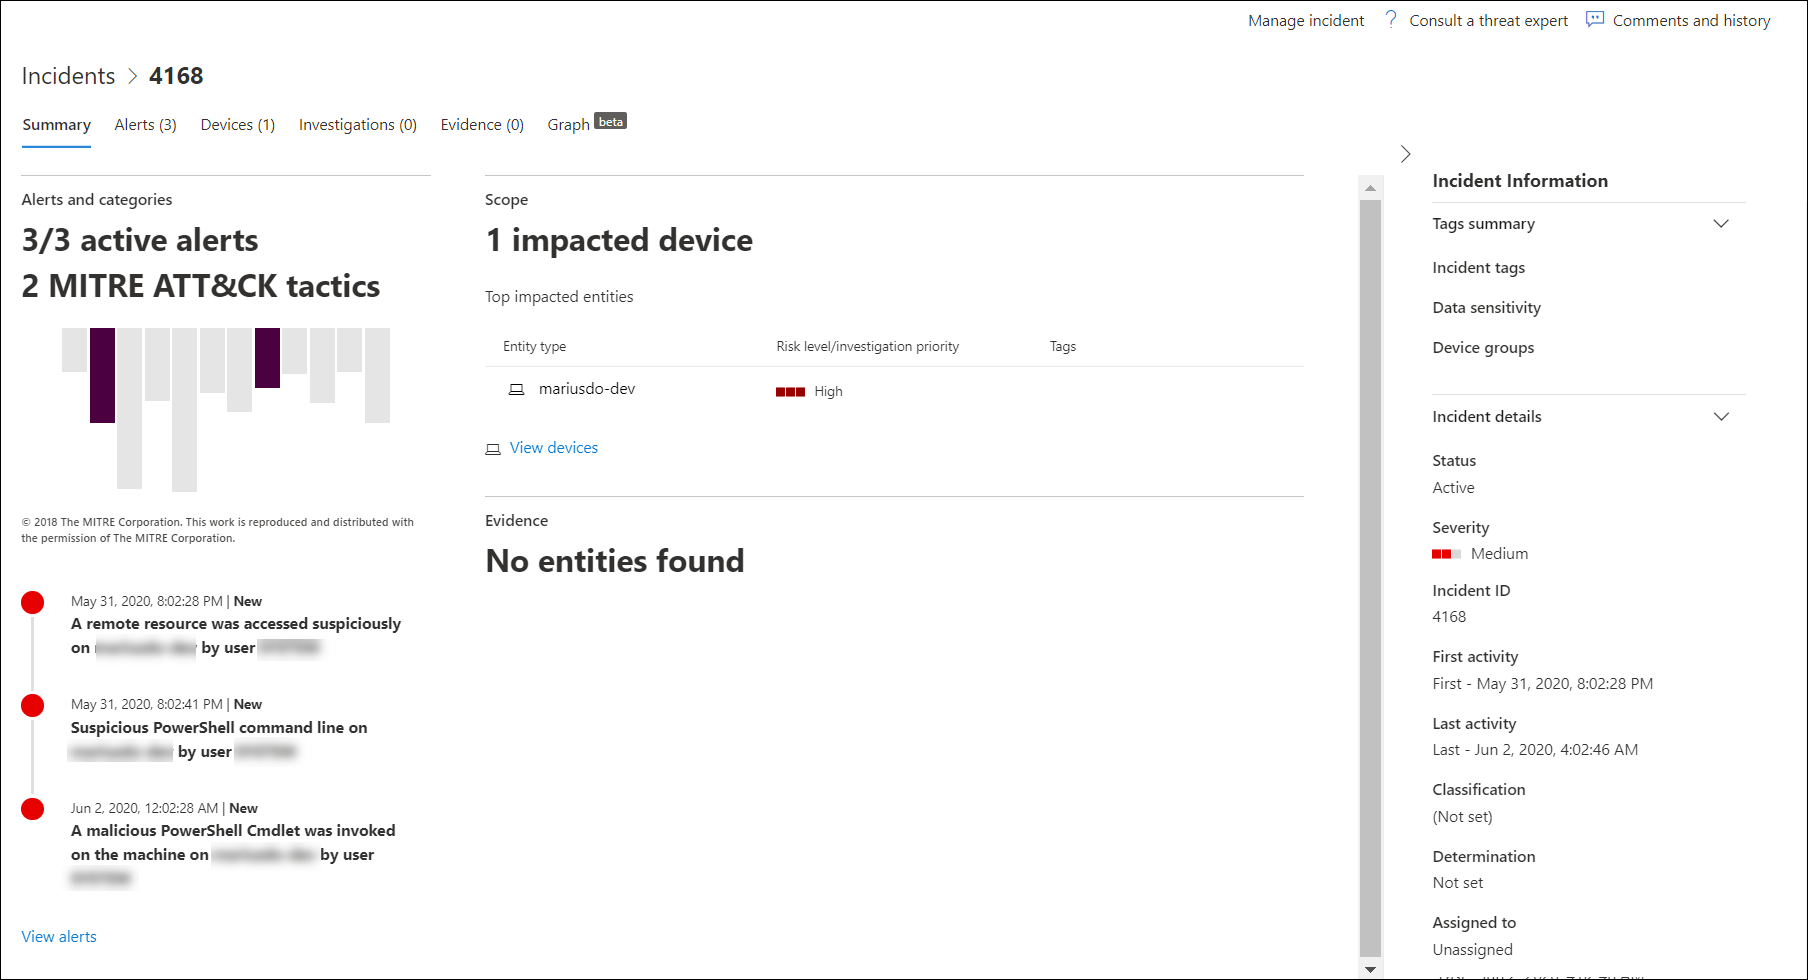 Manage incident
? Consult a threat expert
Comments and history
Incidents > 4168
Summary
Alerts (3)
Devices (1)
Investigations (0)
Evidence (0)
Graph beta
Alerts and categories
3/3 active alerts
2 MITRE ATT&CK tactics
© 2018 The MITRE Corporation. This work is reproduced and distributed with
the permission of The MITRE Corporation.
May 31, 2020, 8:02:28 PM | New
A remote resource was accessed suspiciously
on by user
May 31, 2020, 8:02:41 PM | New
Suspicious PowerShell command line on
by user
Jun 2, 2020, 12:02:28 AM | New
A malicious PowerShell Cmdlet was invoked
on the machine on by user
View alerts
Scope
1 impacted device
Top impacted entities
Entity type Risk level/investigation priority Tags
mariusdo-dev High
View devices
Evidence
No entities found
Incident Information
Tags summary
Incident tags
Data sensitivity
Device groups
Incident details
Status
Active
Severity
Medium
Incident ID
4168
First activity
First - May 31, 2020, 8:02:28 PM
Last activity
Last - Jun 2, 2020, 4:02:46 AM
Classification
(Not set)
Determination
Not set
Assigned to
Unassigned